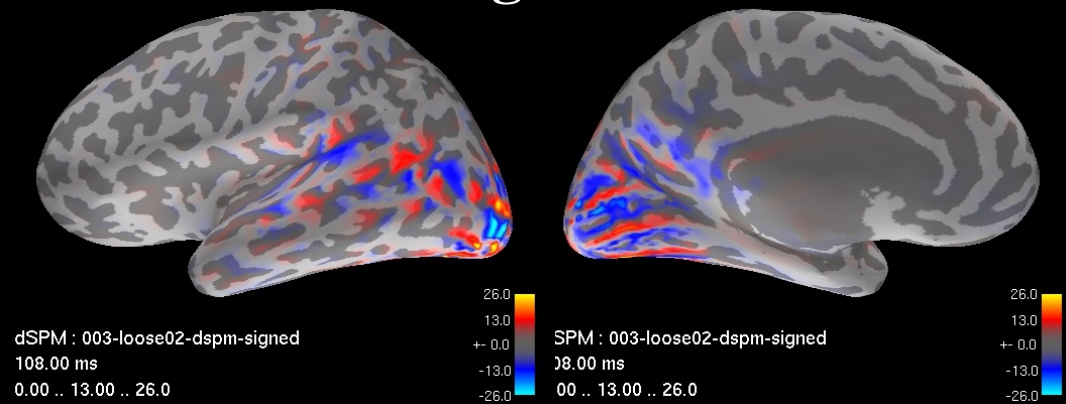 26.0
13.0
+- 0.0
-13.0
-26.0
dSPM : 003-loose02-dspm-signed
108.00 ms
0.00 .. 13.00 .. 26.0
26.0
13.0
+- 0.0
-13.0
-26.0
SPM : 003-loose02-dspm-signed
08.00 ms
00 .. 13.00 .. 26.0